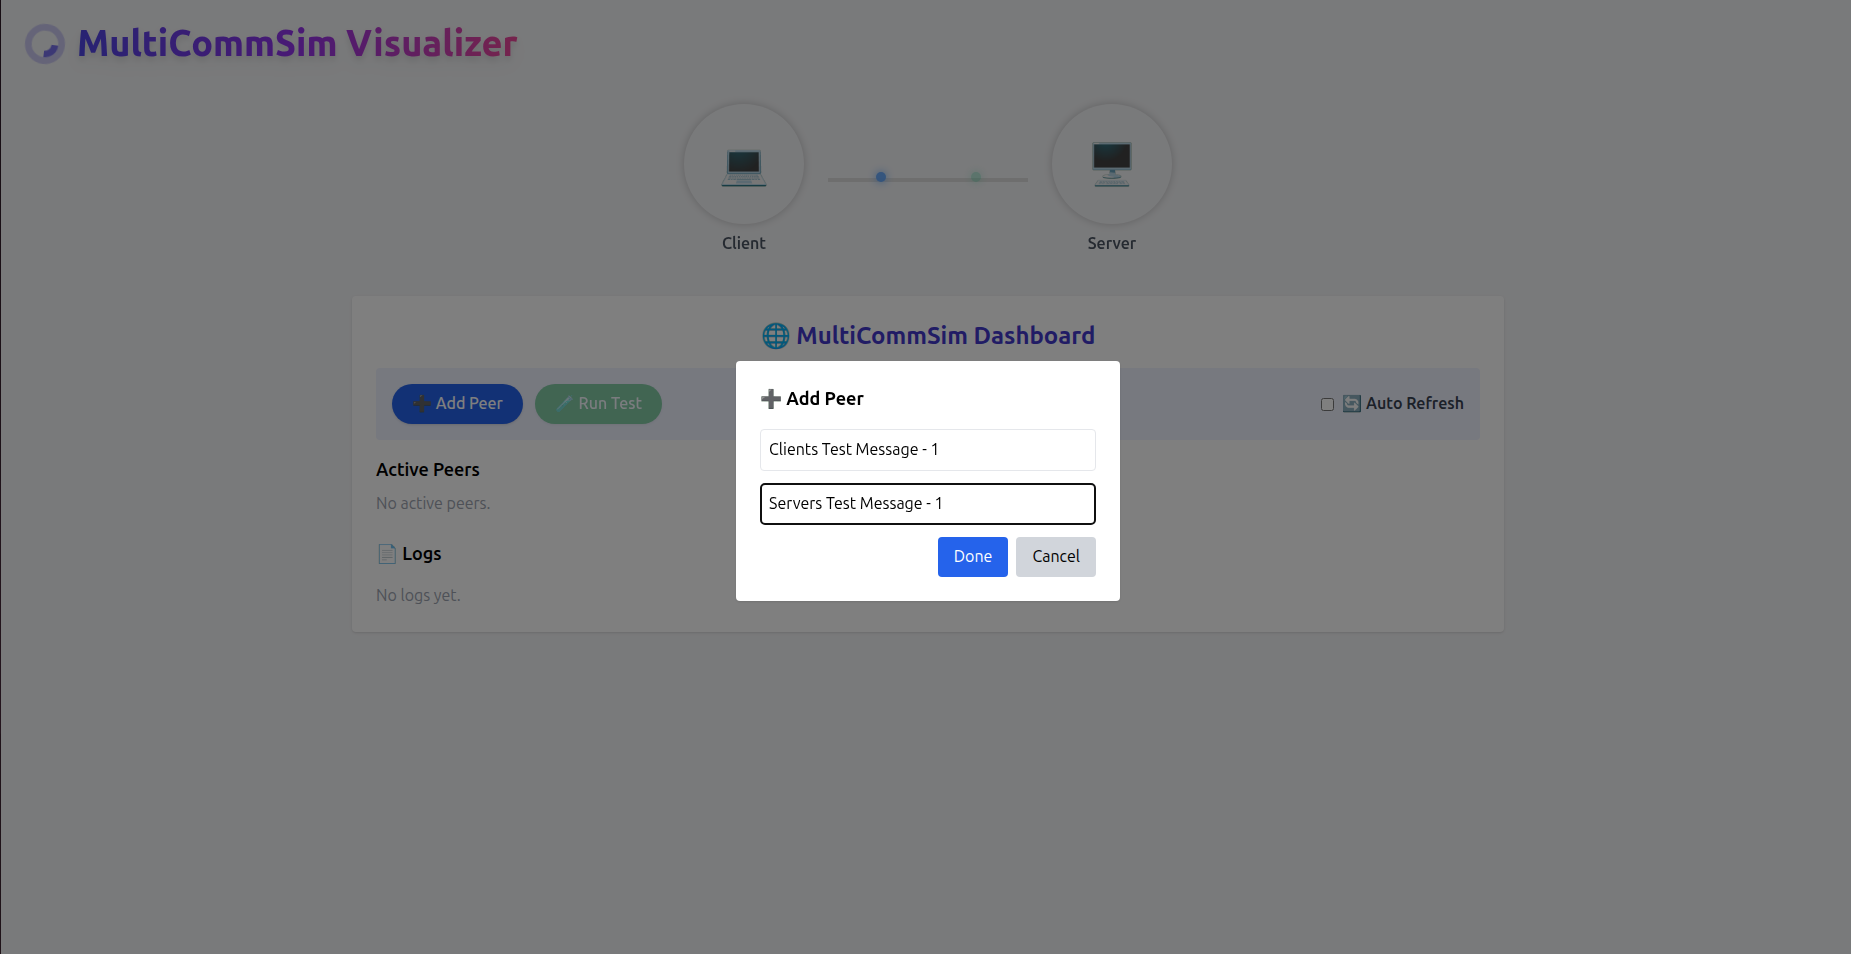 MultiCommSim Visualizer
Client
Server
🌐 MultiCommSim Dashboard
➕ Add Peer
🧪 Run Test
🔄 Auto Refresh
Active Peers
No active peers.
📄 Logs
No logs yet.
➕ Add Peer
Clients Test Message - 1
Servers Test Message - 1
Done
Cancel